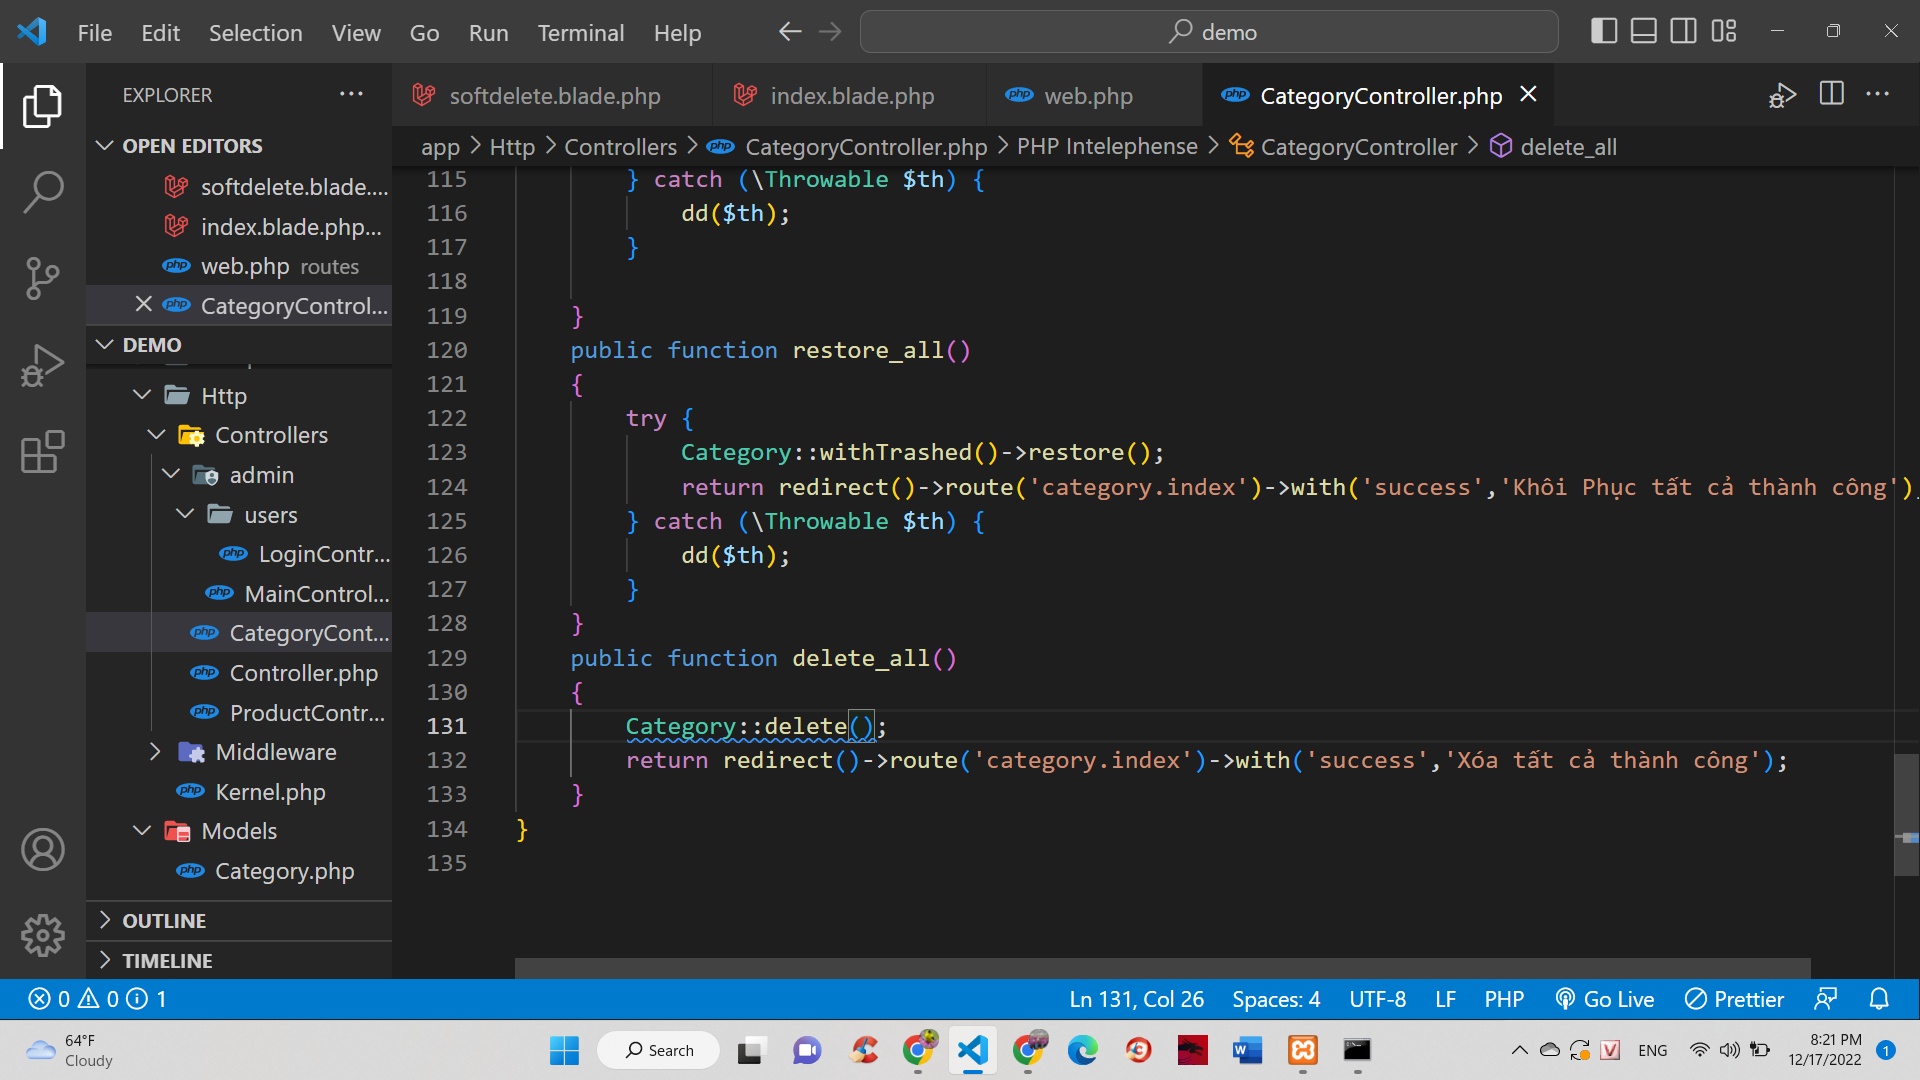 File Edit Selection View Go Run Terminal Help
demo
EXPLORER
softdelete.blade.php
index.blade.php
web.php
CategoryController.php
app > Http > Controllers > CategoryController.php > PHP Intelephense > CategoryController > delete_all
OPEN EDITORS
softdelete.blade....
index.blade.php...
web.php routes
CategoryControl...
DEMO
Http
Controllers
admin
users
LoginContr...
MainControl...
CategoryCont...
Controller.php
ProductContr...
Middleware
Kernel.php
Models
Category.php
OUTLINE
TIMELINE
115 } catch (\Throwable $th) {
116 dd($th);
117 }
118
119 }
120 public function restore_all()
121 {
122 try {
123 Category::withTrashed()->restore();
124 return redirect()->route('category.index')->with('success','Khôi Phục tất cả thành công')
125 } catch (\Throwable $th) {
126 dd($th);
127 }
128 }
129 public function delete_all()
130 {
131 Category::delete();
132 return redirect()->route('category.index')->with('success','Xóa tất cả thành công');
133 }
134 }
135
0 0 1
Ln 131, Col 26 Spaces: 4 UTF-8 LF PHP Go Live Prettier
64°F
Cloudy
Search
ENG
8:21 PM
12/17/2022
1